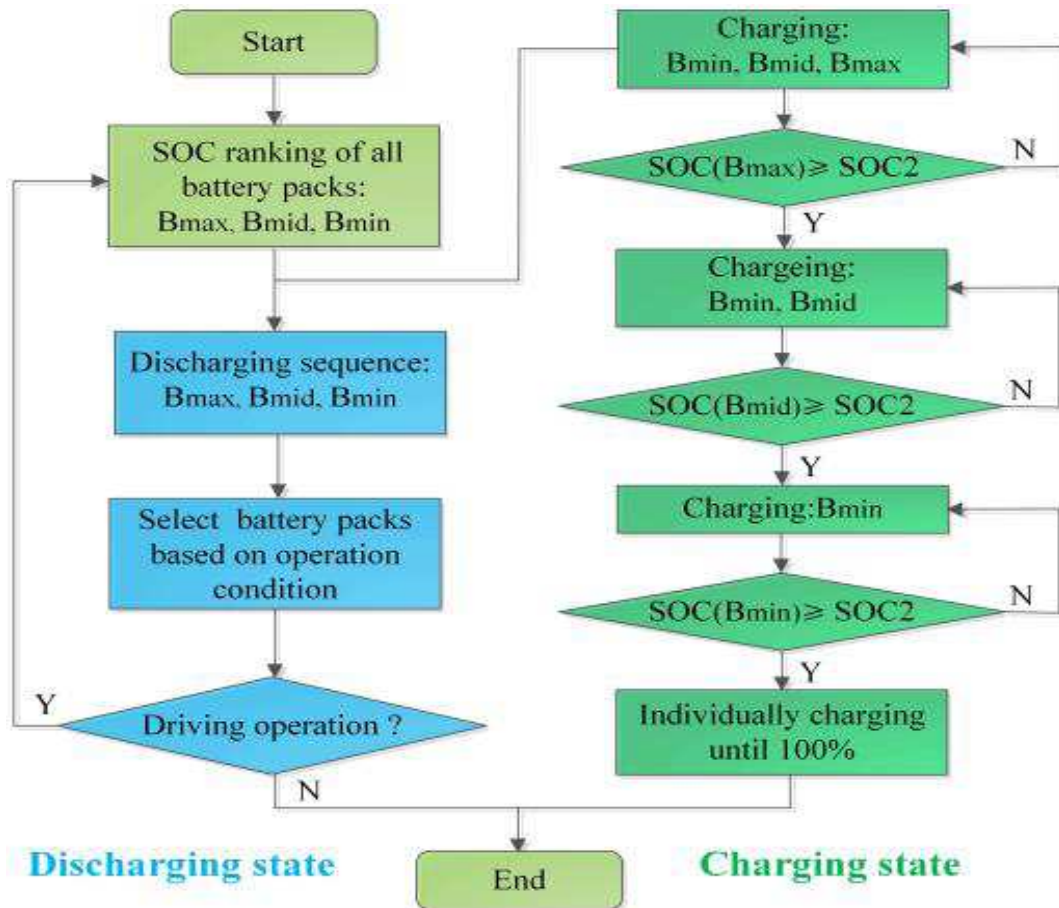 Start
SOC ranking of all
battery packs:
Bmax, Bmid, Bmin
Discharging sequence:
Bmax, Bmid, Bmin
Select battery packs
based on operation
condition
Y
Driving operation ?
N
Charging:
Bmin, Bmid, Bmax
SOC(Bmax)⩾ SOC2
N
Y
Chargeing:
Bmin, Bmid
SOC(Bmid)⩾ SOC2
N
Y
Charging:Bmin
SOC(Bmin)⩾ SOC2
N
Y
Individually charging
until 100%
Discharging state
End
Charging state